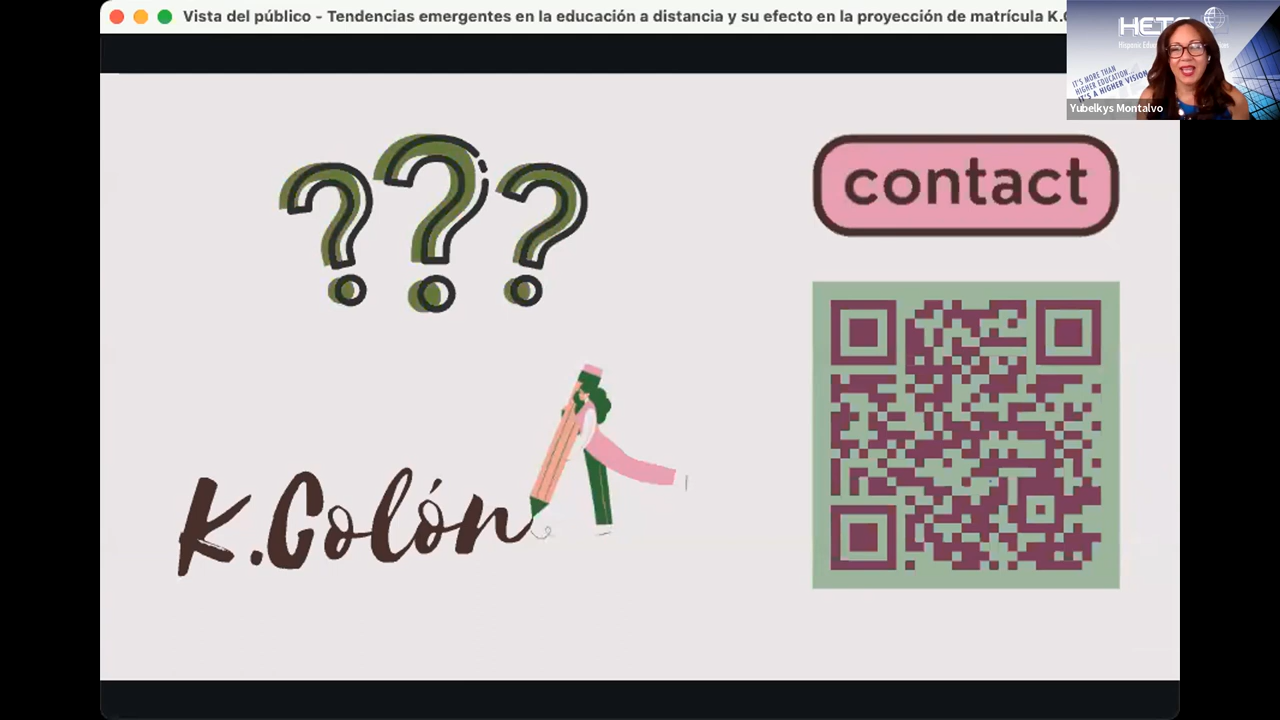 Vista del público - Tendencias emergentes en la educación a distancia y su efecto en la proyección de matrícula K.
HETS
IT'S MORE THAN
HIGHER EDUCATION...
IT'S A HIGHER VISION
Yubelkys Montalvo
???
contact
K.Colón